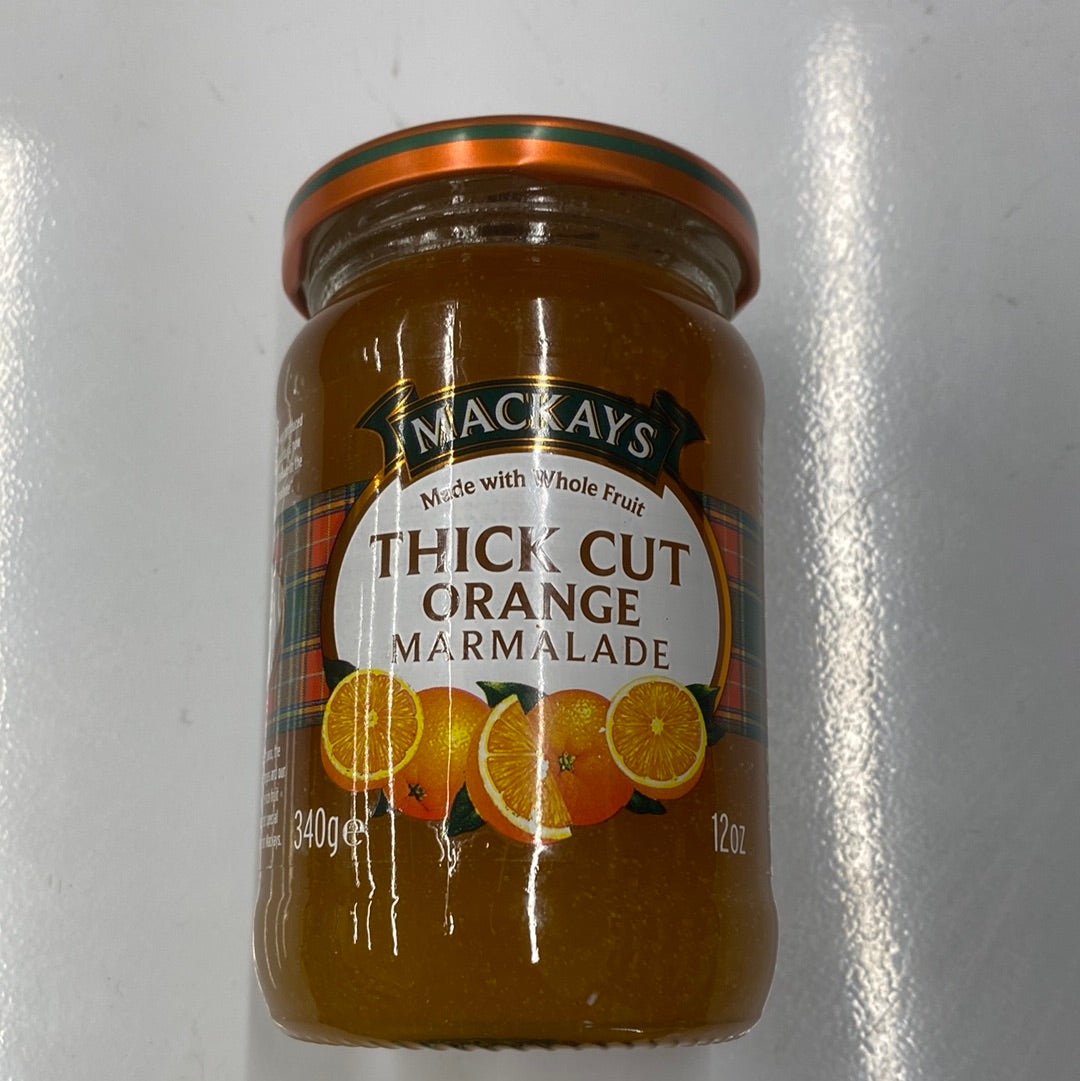 MACKAYS
Made with Whole Fruit
THICK CUT
ORANGE
MARMALADE
340g℮
12oz